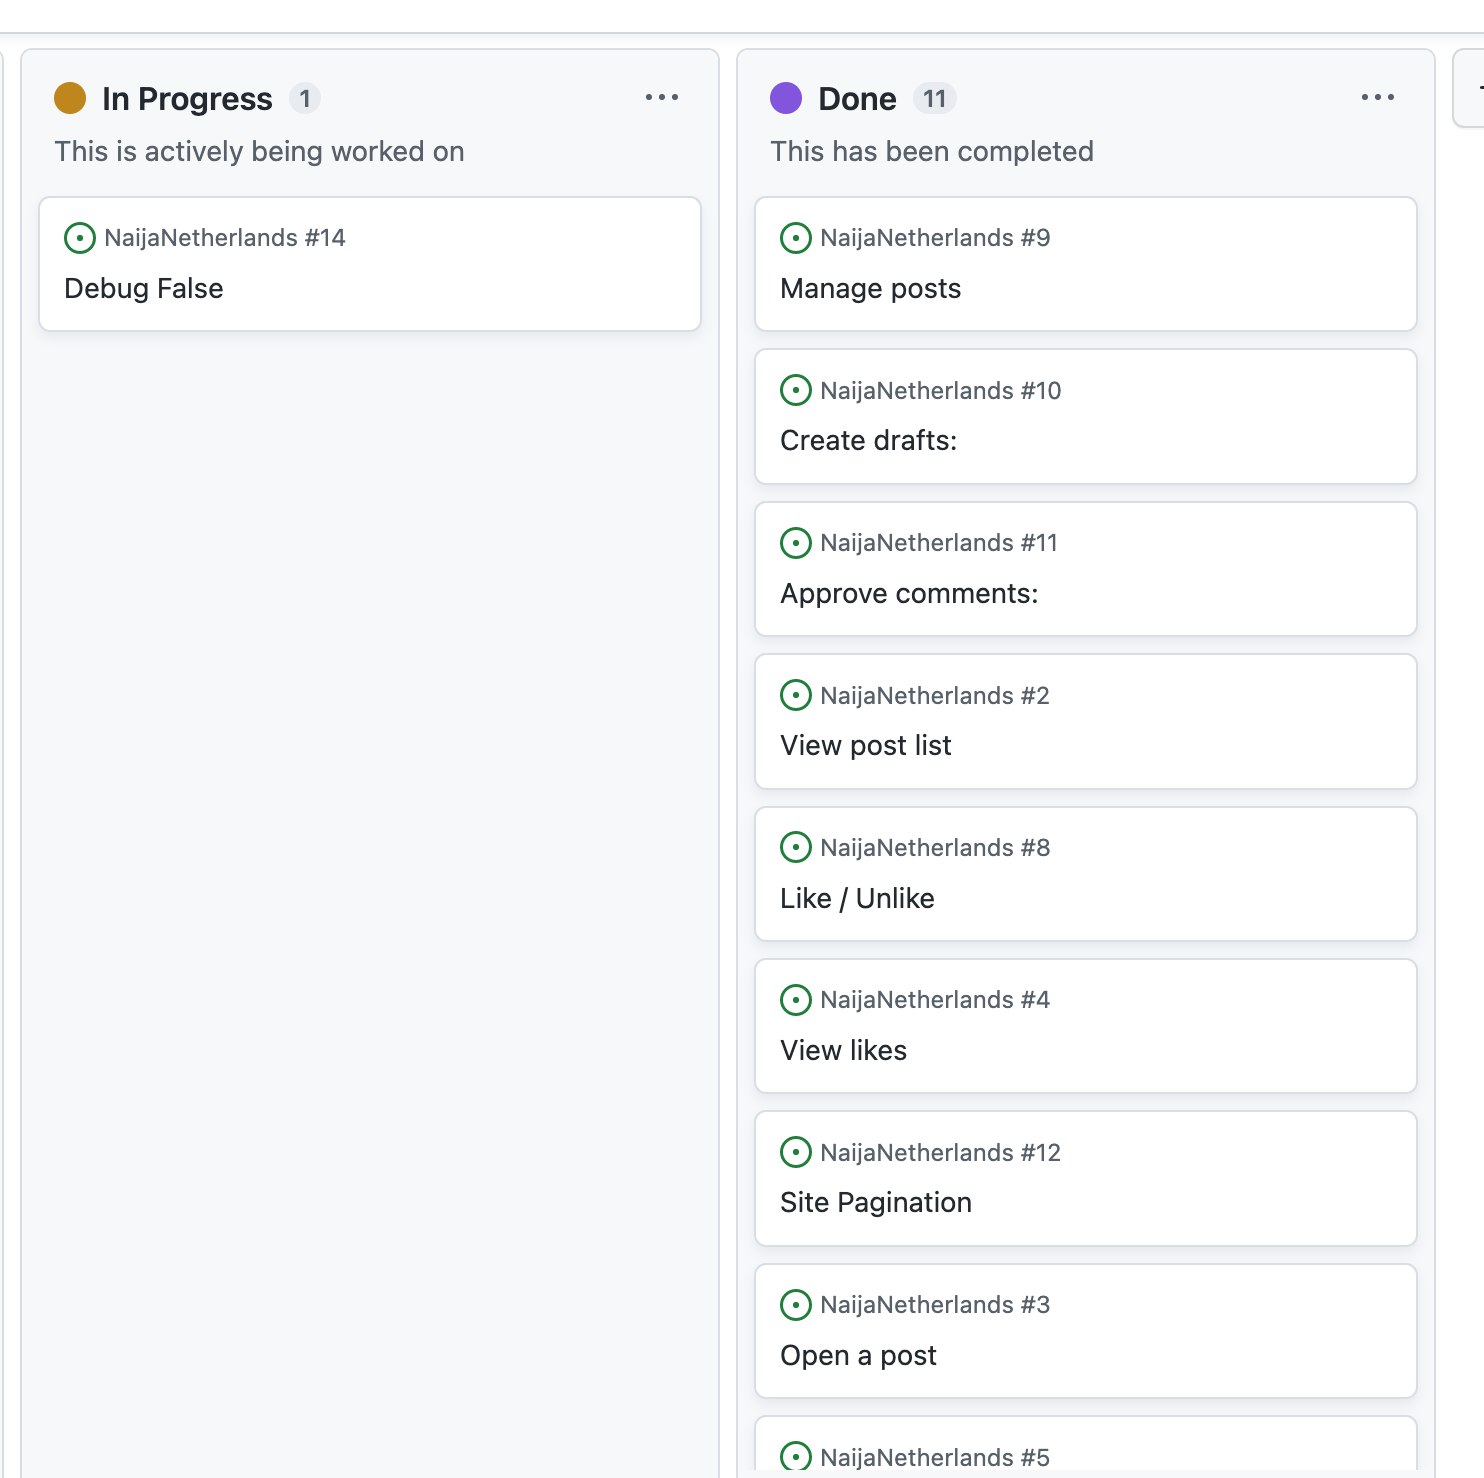 In Progress 1
This is actively being worked on
NaijaNetherlands #14
Debug False
Done 11
This has been completed
NaijaNetherlands #9
Manage posts
NaijaNetherlands #10
Create drafts:
NaijaNetherlands #11
Approve comments:
NaijaNetherlands #2
View post list
NaijaNetherlands #8
Like / Unlike
NaijaNetherlands #4
View likes
NaijaNetherlands #12
Site Pagination
NaijaNetherlands #3
Open a post
NaijaNetherlands #5